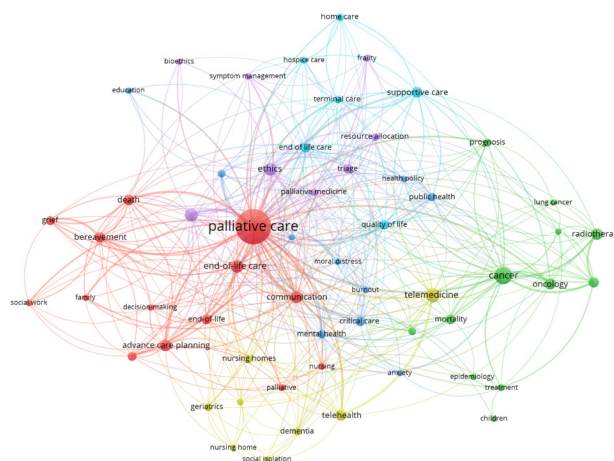 home care
bioethics
hospice care
frailty
symptom management
education
terminal care
supportive care
resource allocation
end of life care
prognosis
ethics
triage
health policy
palliative medicine
public health
death
lung cancer
grief
palliative care
quality of life
bereavement
radiothera
moral distress
end-of-life care
cancer
oncology
social work
family
communication
burnout
telemedicine
decision making
end-of-life
critical care
mortality
mental health
advance care planning
nursing homes
nursing
anxiety
epidemiology
palliative
treatment
geriatrics
telehealth
children
dementia
nursing home
social isolation